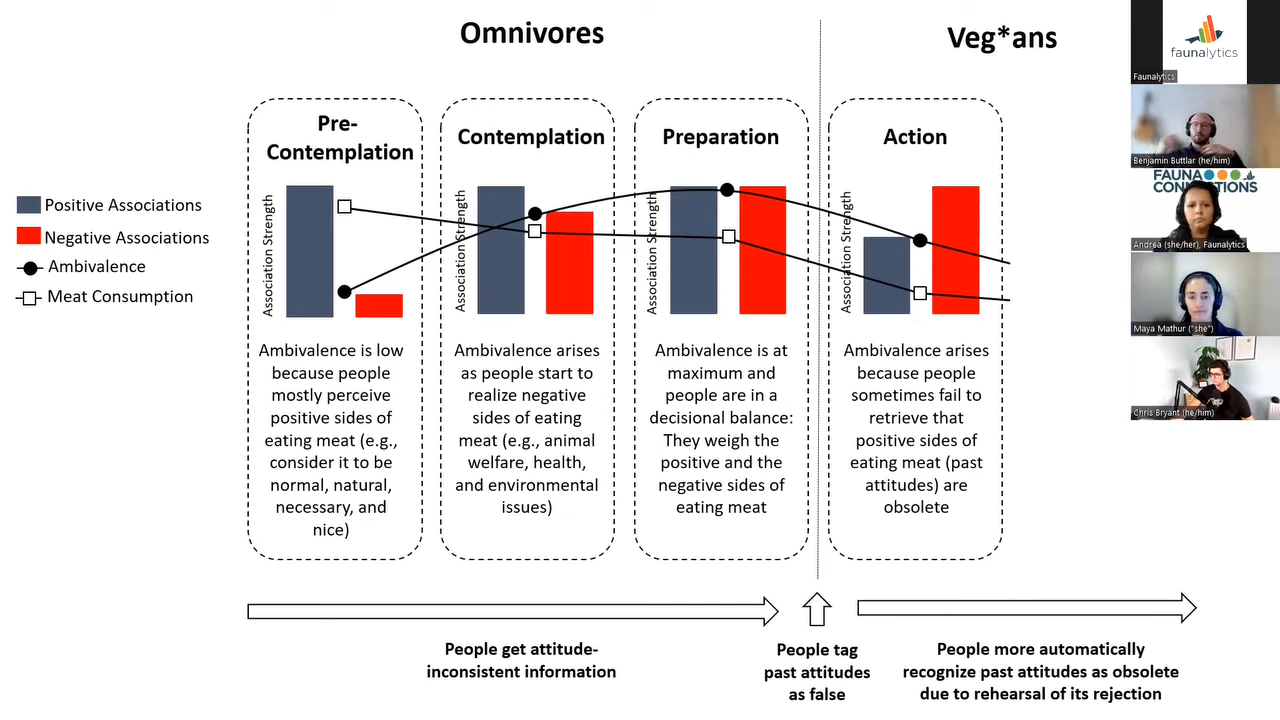 Omnivores
Veg*ans
Pre-
Contemplation
Contemplation
Preparation
Action
Positive Associations
Negative Associations
Ambivalence
Meat Consumption
Association Strength
Association Strength
Association Strength
Association Strength
Ambivalence is low
because people
mostly perceive
positive sides of
eating meat (e.g.,
consider it to be
normal, natural,
necessary, and
nice)
Ambivalence arises
as people start to
realize negative
sides of eating
meat (e.g., animal
welfare, health,
and environmental
issues)
Ambivalence is at
maximum and
people are in a
decisional balance:
They weigh the
positive and the
negative sides of
eating meat
Ambivalence arises
because people
sometimes fail to
retrieve that
positive sides of
eating meat (past
attitudes) are
obsolete
People get attitude-
inconsistent information
People tag
past attitudes
as false
People more automatically
recognize past attitudes as obsolete
due to rehearsal of its rejection
faunalytics
Faunalytics
Benjamin Buttlar (he/him)
FAUNA
CONNECTIONS
Andrea (she/her), Faunalytics
Maya Mathur ("she")
Chris Bryant (he/him)